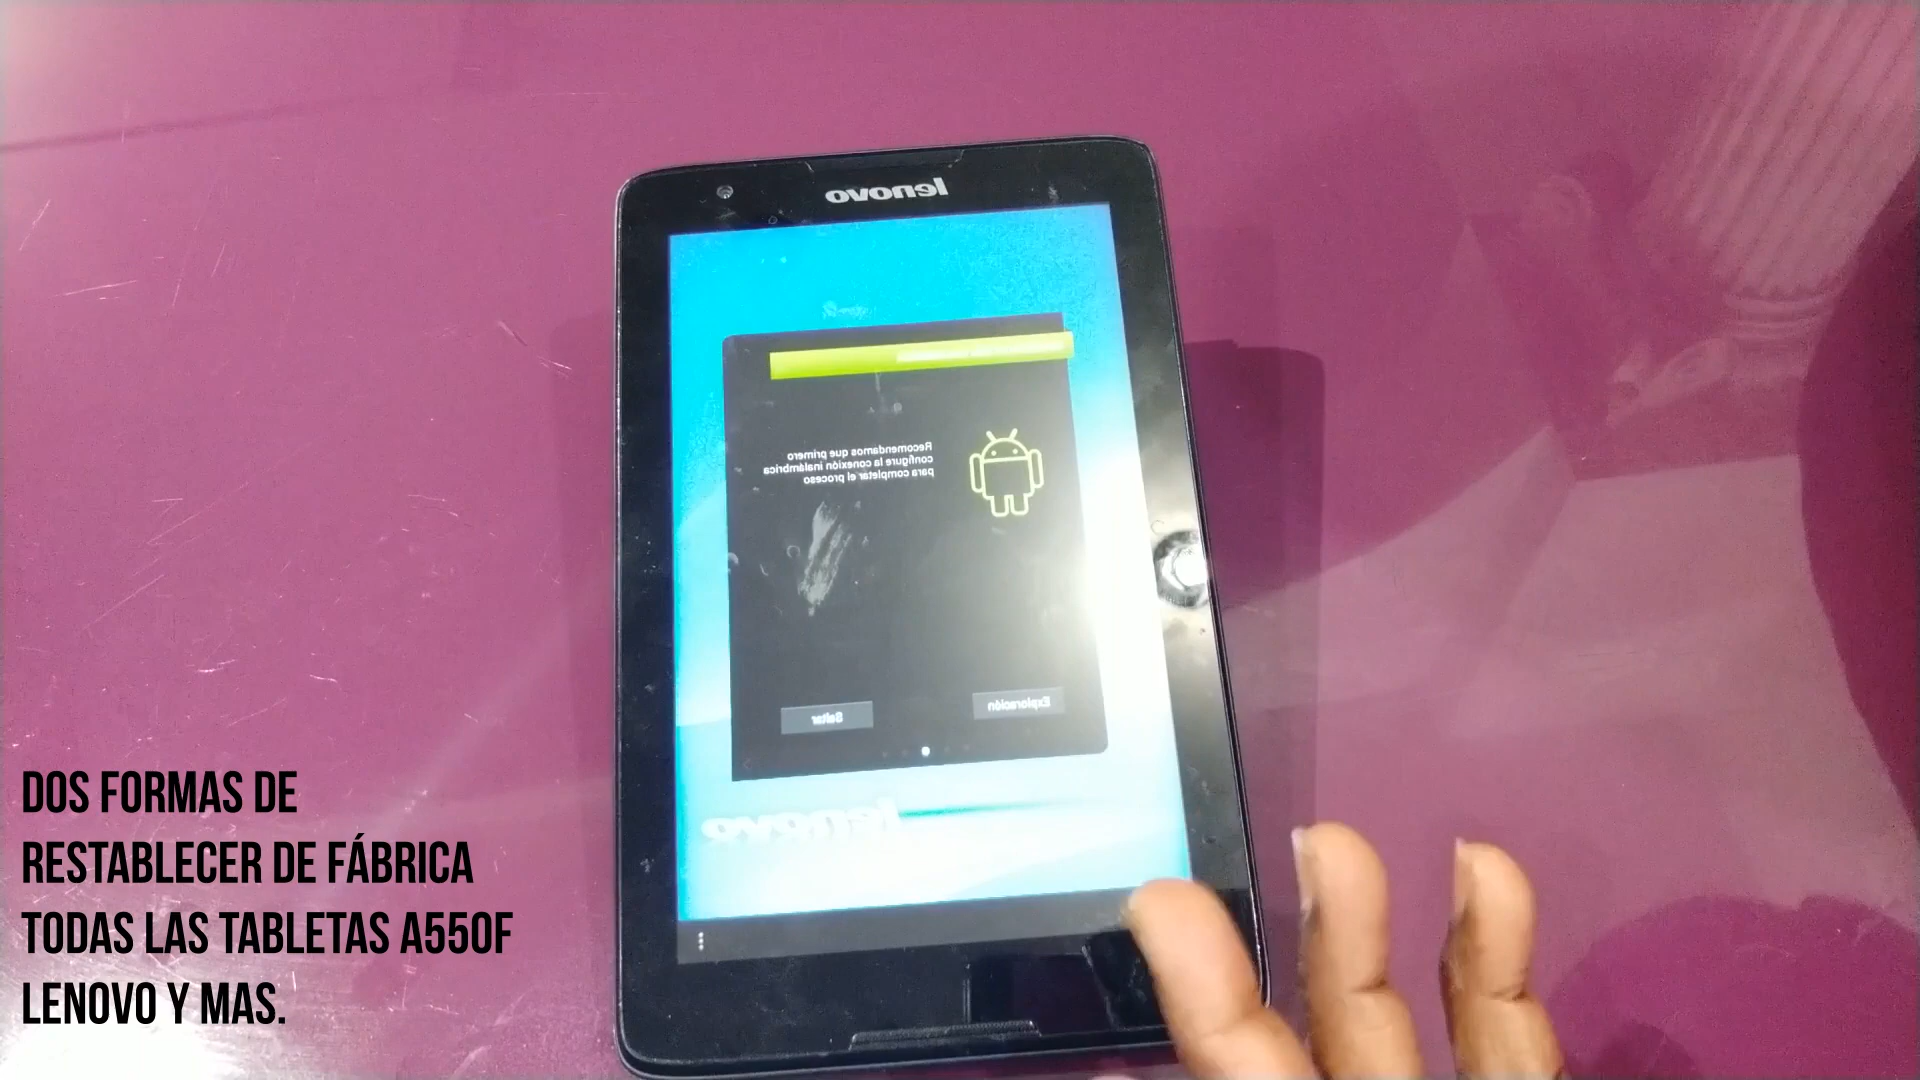 lenovo
Recomendamos que primero
configure la conexión inalámbrica
para completar el proceso
Exploración
Saltar
lenovo
DOS FORMAS DE
RESTABLECER DE FÁBRICA
TODAS LAS TABLETAS A550F
LENOVO Y MAS.